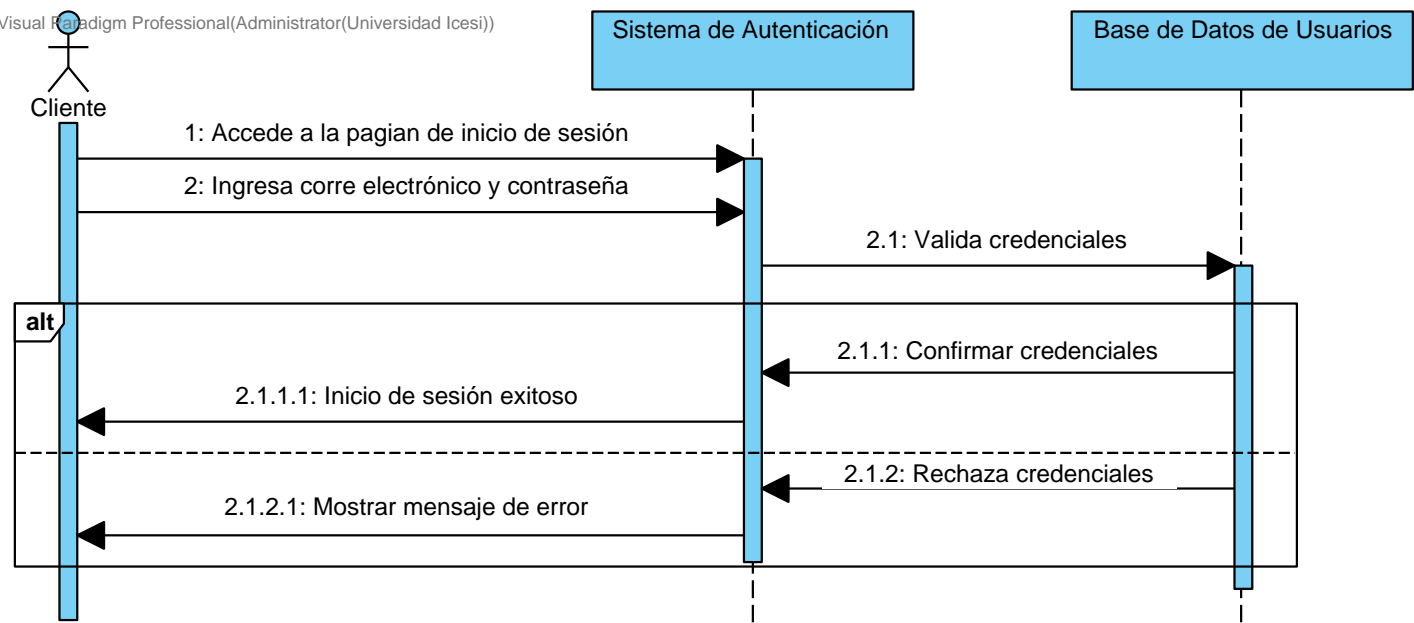 Visual Paradigm Professional(Administrator(Universidad Icesi))
Sistema de Autenticación
Base de Datos de Usuarios
Cliente
1: Accede a la pagian de inicio de sesión
2: Ingresa corre electrónico y contraseña
2.1: Valida credenciales
alt
2.1.1: Confirmar credenciales
2.1.1.1: Inicio de sesión exitoso
2.1.2: Rechaza credenciales
2.1.2.1: Mostrar mensaje de error